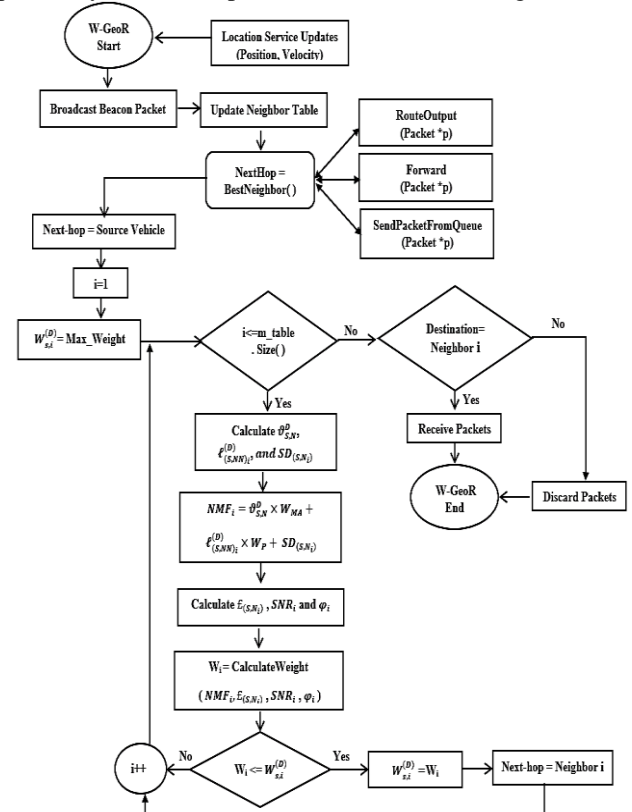 W-GeoR
Start
Location Service Updates
(Position, Velocity)
Broadcast Beacon Packet
Update Neighbor Table
RouteOutput
(Packet *p)
NextHop =
BestNeighbor( )
Forward
(Packet *p)
SendPacketFromQueue
(Packet *p)
Next-hop = Source Vehicle
i=1
W_{s,i}^{(D)} = Max_Weight
i<=m_table
. Size( )
No
Destination=
Neighbor i
No
Yes
Yes
Calculate ϑ_{S,N}^{D},
ℓ_{(S,NN)i}^{(D)}, and SD_{(S,N_i)}
Receive Packets
NMF_i = ϑ_{S,N}^{D} × W_{MA} +
ℓ_{(S,NN)i}^{(D)} × W_P + SD_{(S,N_i)}
W-GeoR
End
Discard Packets
Calculate £_{(S,N_i)} , SNR_i and φ_i
W_i = CalculateWeight
( NMF_i, £_{(S,N_i)} , SNR_i , φ_i )
i++
No
W_i <= W_{s,i}^{(D)}
Yes
W_{s,i}^{(D)} =W_i
Next-hop = Neighbor i